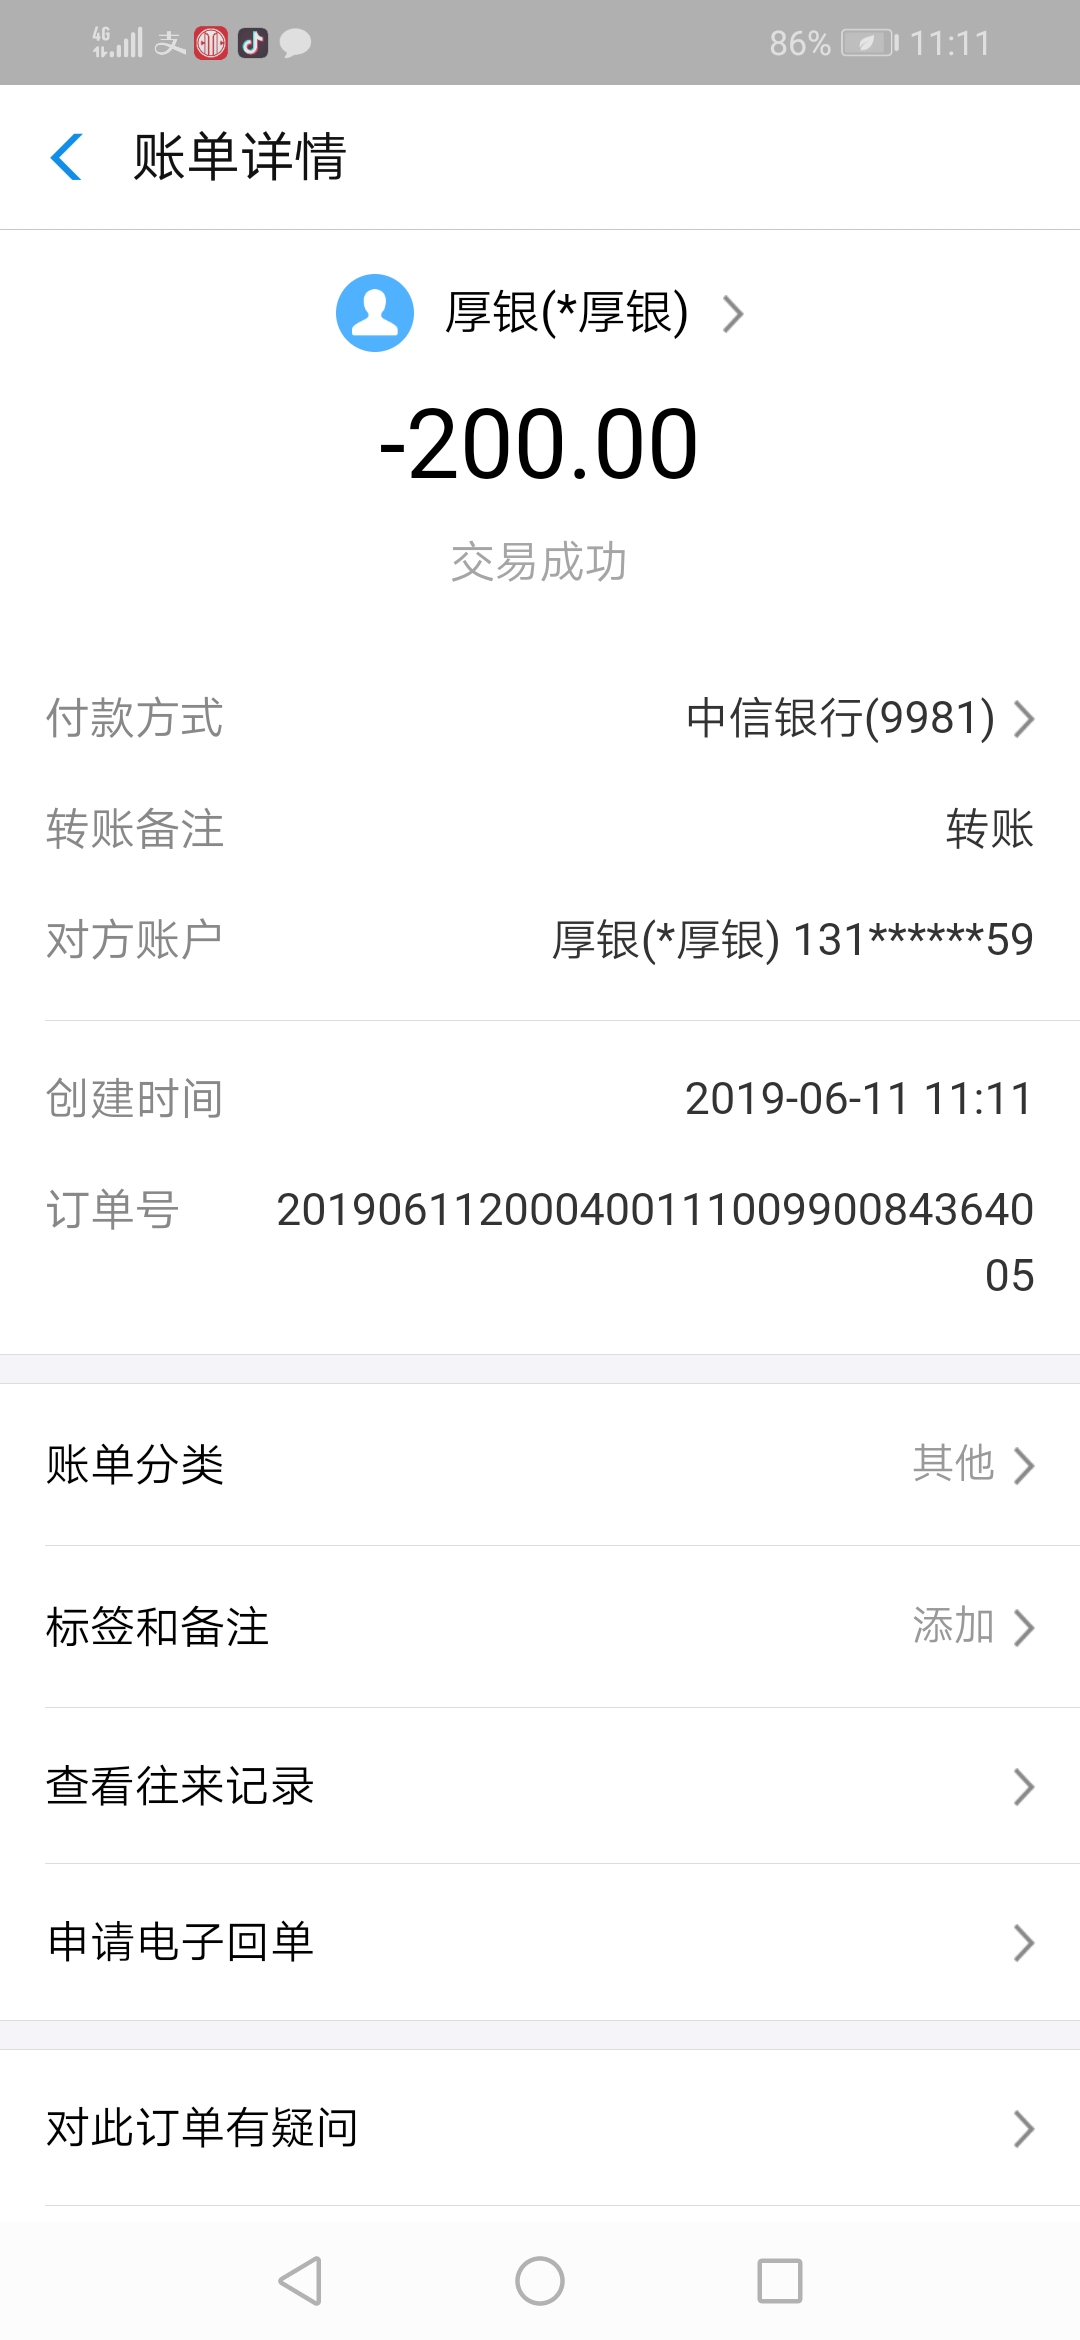 4G 支 86% 11:11
账单详情
厚银(*厚银)
-200.00
交易成功
付款方式 中信银行(9981)
转账备注 转账
对方账户 厚银(*厚银) 131******59
创建时间 2019-06-11 11:11
订单号 201906112000400111009900843640
05
账单分类 其他
标签和备注 添加
查看往来记录
申请电子回单
对此订单有疑问